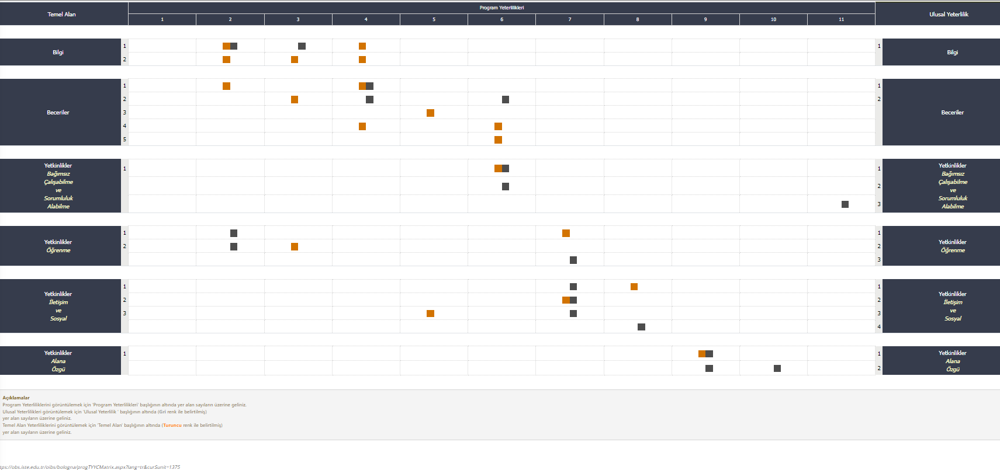 Temel Alan
Program Yeterlilikleri
Ulusal Yeterlilik
1 2 3 4 5 6 7 8 9 10 11
Bilgi
1
2
1
Bilgi
Beceriler
1
2
3
4
5
1
2
Beceriler
Yetkinlikler
Bağımsız
Çalışabilme
ve
Sorumluluk
Alabilme
1
1
2
3
Yetkinlikler
Bağımsız
Çalışabilme
ve
Sorumluluk
Alabilme
Yetkinlikler
Öğrenme
1
2
1
2
3
Yetkinlikler
Öğrenme
Yetkinlikler
İletişim
ve
Sosyal
1
2
3
1
2
3
4
Yetkinlikler
İletişim
ve
Sosyal
Yetkinlikler
Alana
Özgü
1
1
2
Yetkinlikler
Alana
Özgü
Açıklamalar
Program Yeterliliklerini görüntülemek için 'Program Yeterlilikleri' başlığının altında yer alan sayıların üzerine geliniz.
Ulusal Yeterlilikleri görüntülemek için 'Ulusal Yeterlilik ' başlığının altında (Gri renk ile belirtilmiş)
yer alan sayıların üzerine geliniz.
Temel Alan Yeterliliklerini görüntülemek için 'Temel Alan' başlığının altında (Turuncu renk ile belirtilmiş)
yer alan sayıların üzerine geliniz.
tps://obs.iste.edu.tr/oibs/bologna/progTYYCMatrix.aspx?lang=tr&curSunit=1375